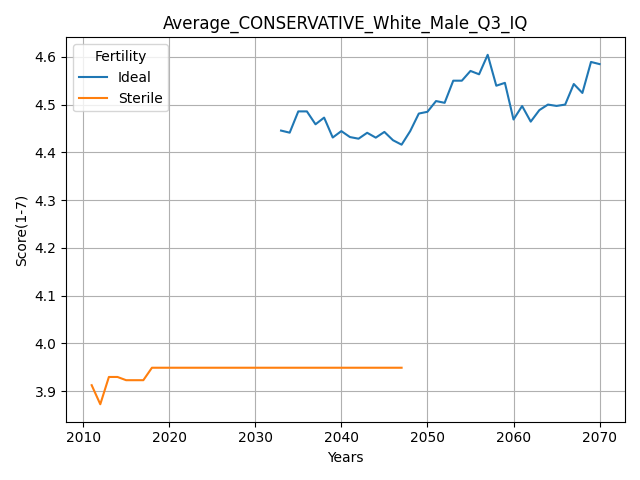 Average_CONSERVATIVE_White_Male_Q3_IQ
Fertility
Ideal
Sterile
Score(1-7)
4.6
4.5
4.4
4.3
4.2
4.1
4.0
3.9
2010 2020 2030 2040 2050 2060 2070
Years